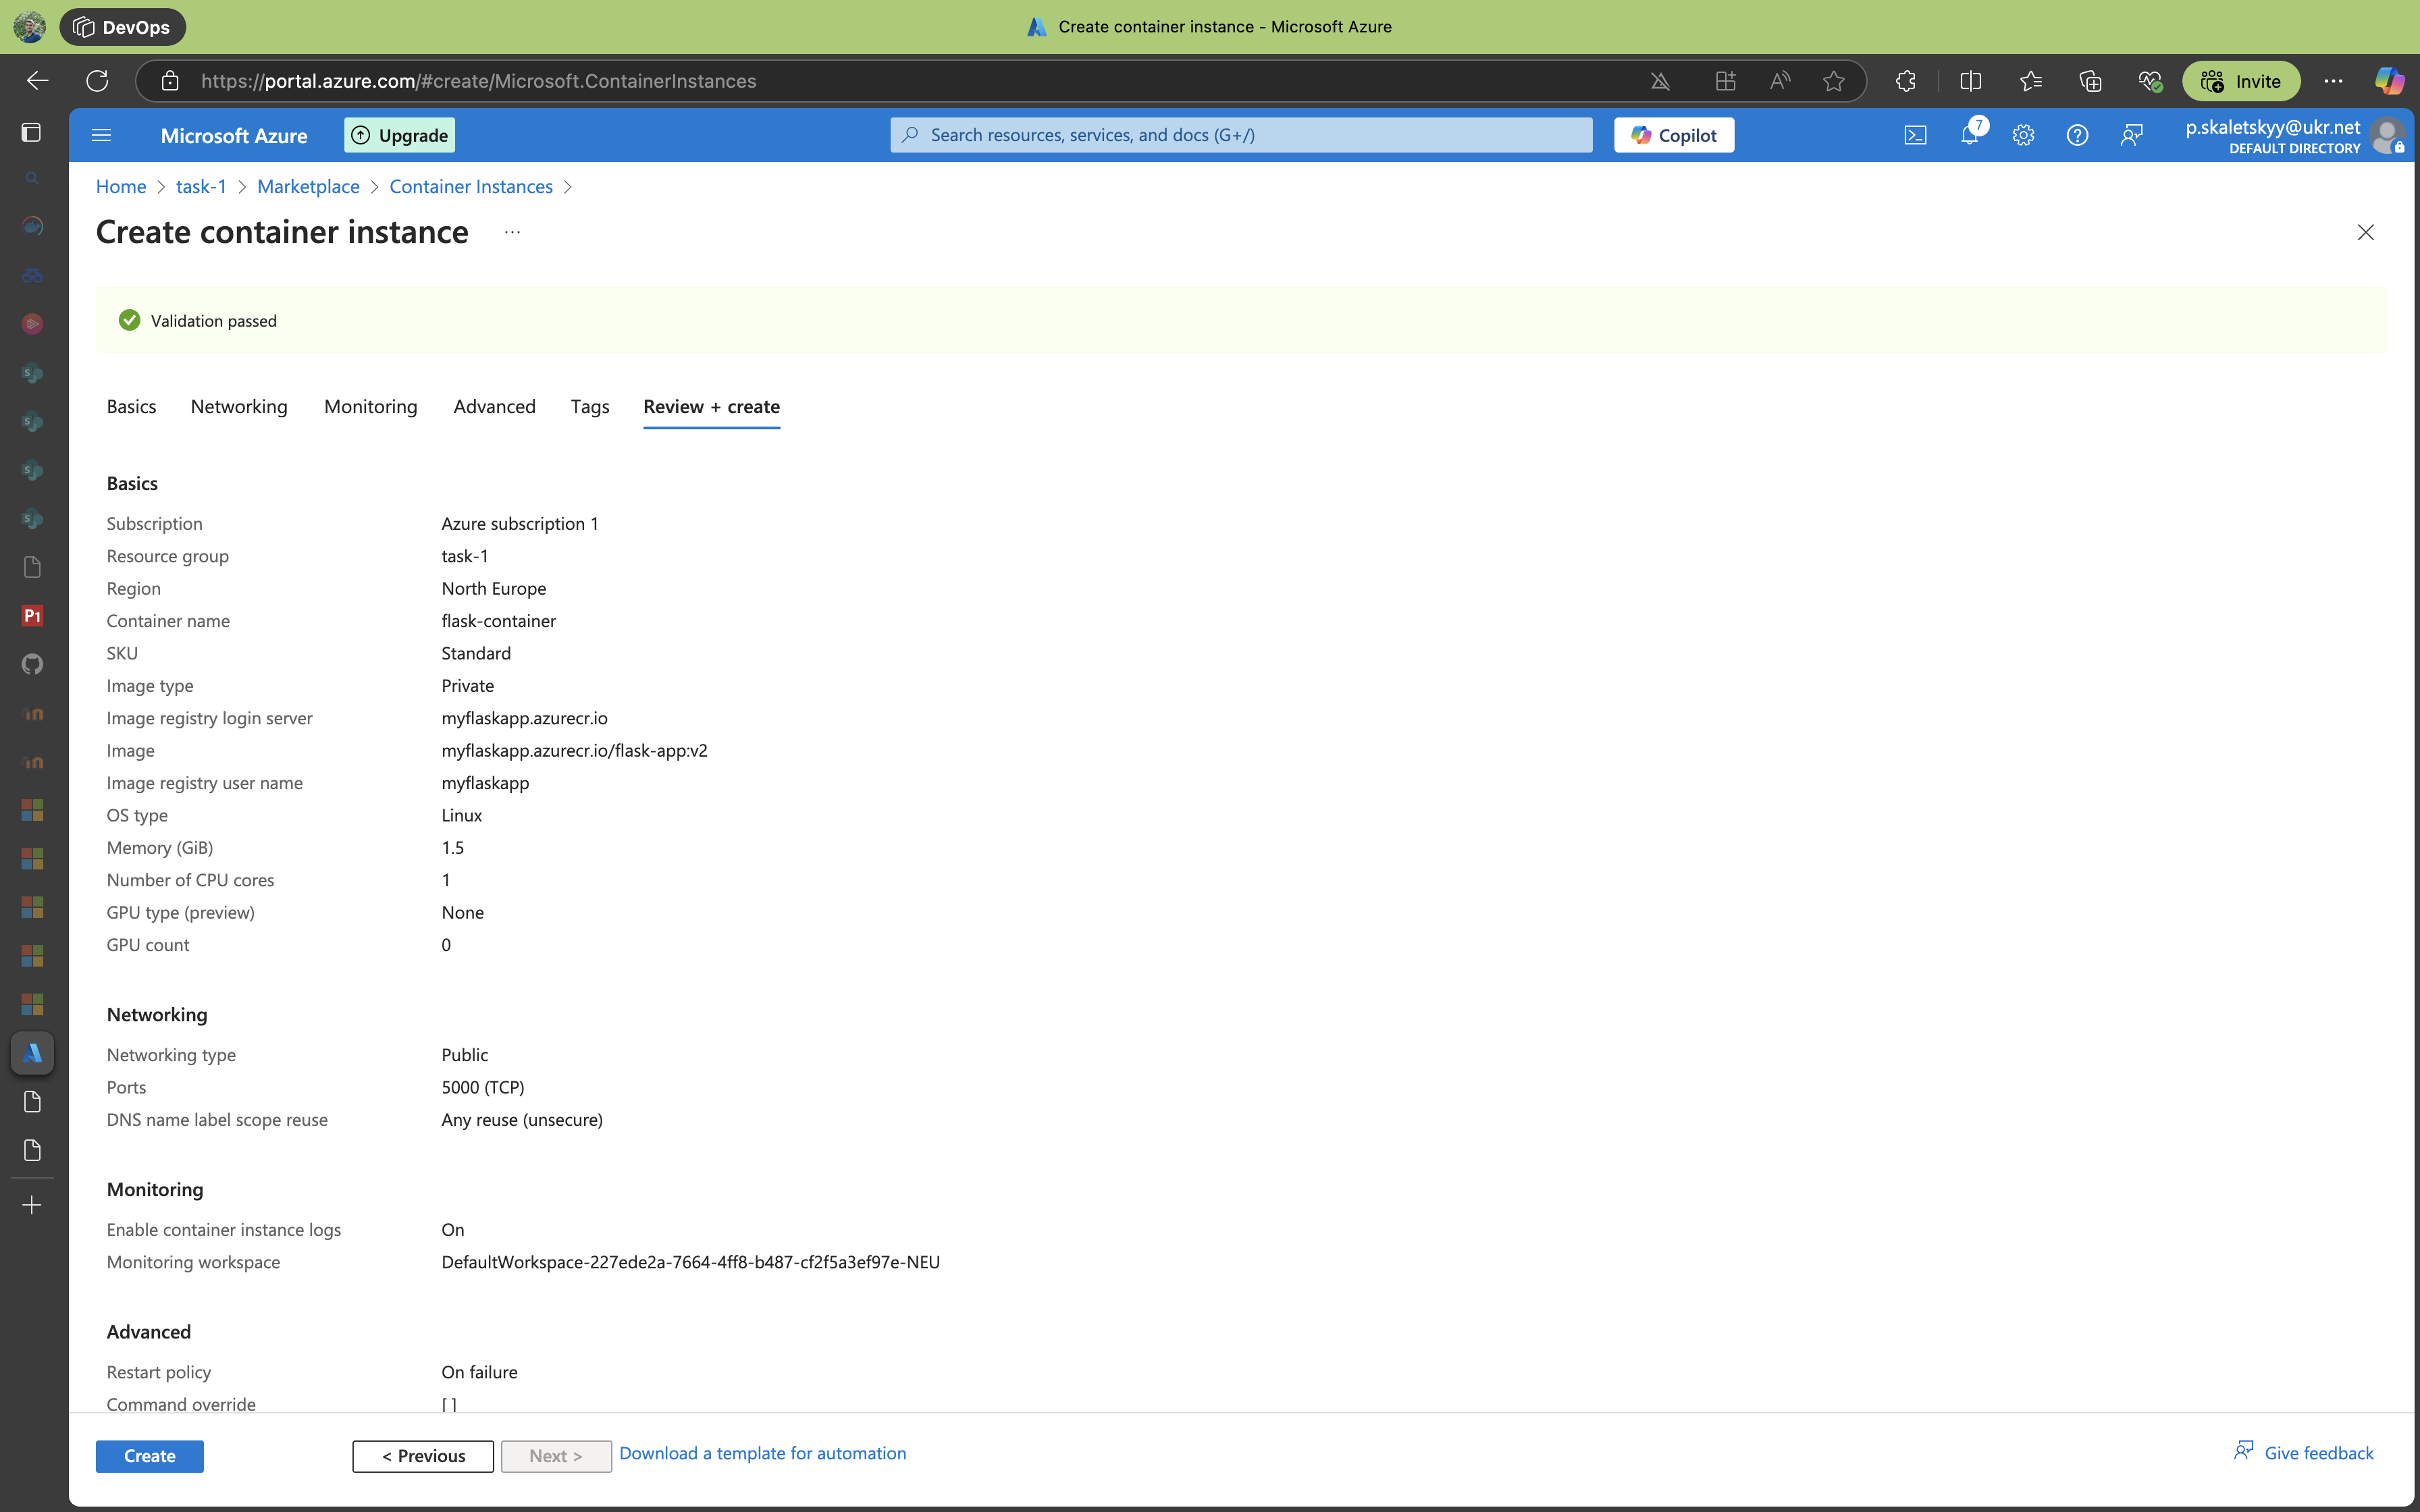 DevOps
Create container instance - Microsoft Azure
https://portal.azure.com/#create/Microsoft.ContainerInstances
Invite
Microsoft Azure
Upgrade
Search resources, services, and docs (G+/)
Copilot
7
p.skaletskyy@ukr.net
DEFAULT DIRECTORY
Home > task-1 > Marketplace > Container Instances >
Create container instance ...
Validation passed
Basics Networking Monitoring Advanced Tags Review + create
Basics
Subscription Azure subscription 1
Resource group task-1
Region North Europe
Container name flask-container
SKU Standard
Image type Private
Image registry login server myflaskapp.azurecr.io
Image myflaskapp.azurecr.io/flask-app:v2
Image registry user name myflaskapp
OS type Linux
Memory (GiB) 1.5
Number of CPU cores 1
GPU type (preview) None
GPU count 0
Networking
Networking type Public
Ports 5000 (TCP)
DNS name label scope reuse Any reuse (unsecure)
Monitoring
Enable container instance logs On
Monitoring workspace DefaultWorkspace-227ede2a-7664-4ff8-b487-cf2f5a3ef97e-NEU
Advanced
Restart policy On failure
Command override [ ]
Create < Previous Next > Download a template for automation Give feedback
P1